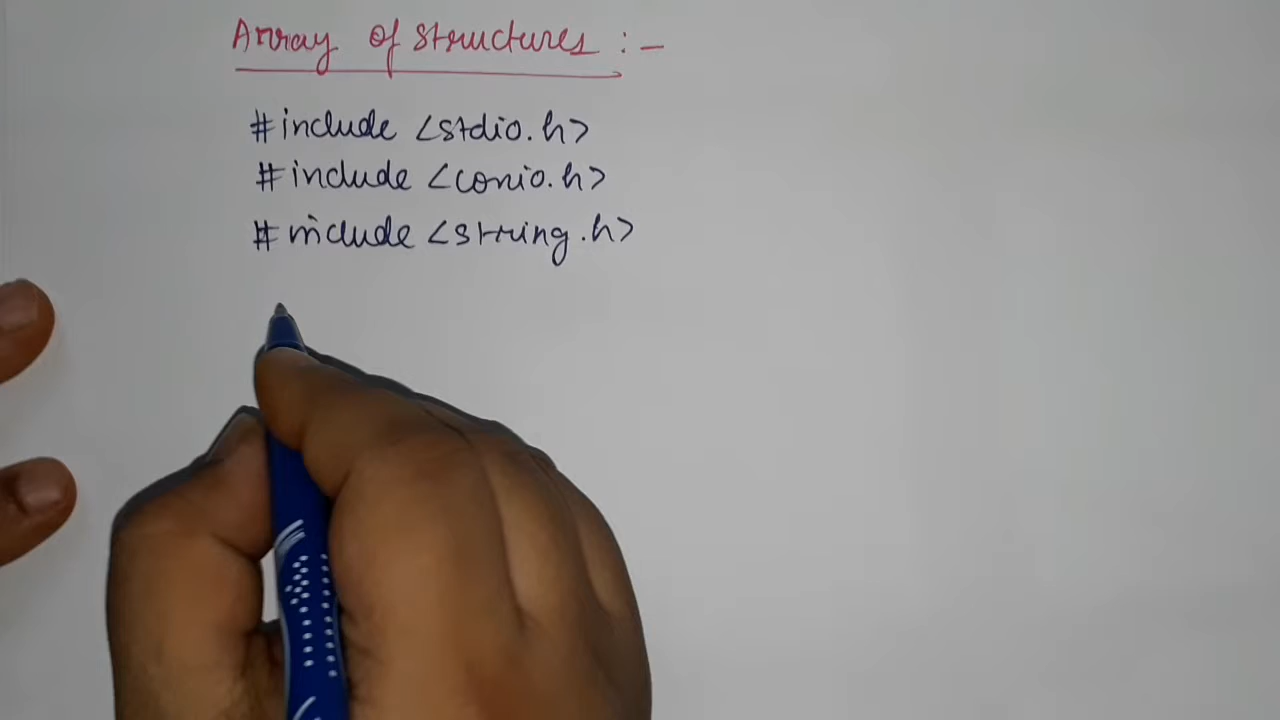 Array of structures :-
#include <stdio.h>
#include <conio.h>
#include <string.h>